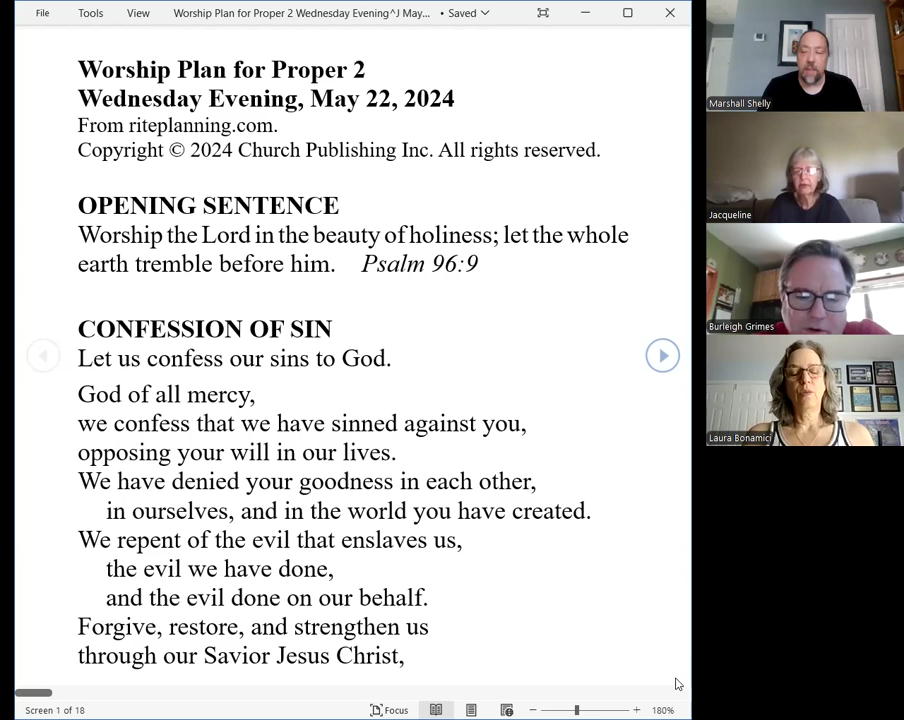 File Tools View Worship Plan for Proper 2 Wednesday Evening^J May... • Saved
Worship Plan for Proper 2
Wednesday Evening, May 22, 2024
From riteplanning.com.
Copyright © 2024 Church Publishing Inc. All rights reserved.
OPENING SENTENCE
Worship the Lord in the beauty of holiness; let the whole
earth tremble before him. Psalm 96:9
CONFESSION OF SIN
Let us confess our sins to God.
God of all mercy,
we confess that we have sinned against you,
opposing your will in our lives.
We have denied your goodness in each other,
in ourselves, and in the world you have created.
We repent of the evil that enslaves us,
the evil we have done,
and the evil done on our behalf.
Forgive, restore, and strengthen us
through our Savior Jesus Christ,
Screen 1 of 18 Focus 180%
Marshall Shelly
Jacqueline
Burleigh Grimes
Laura Bonamici